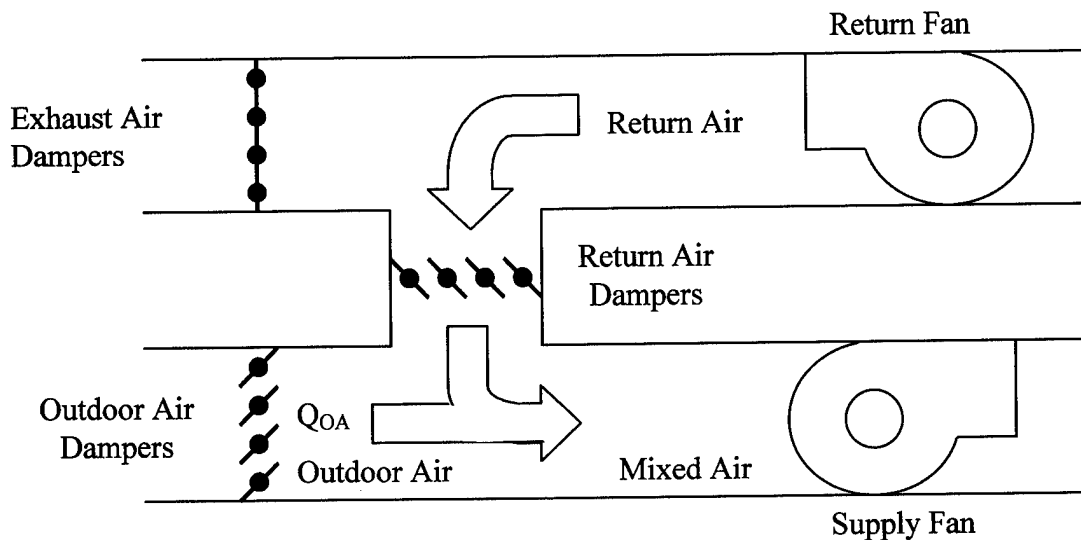 Return Fan
Exhaust Air
Dampers
Return Air
Return Air
Dampers
Outdoor Air
Dampers
QOA
Outdoor Air
Mixed Air
Supply Fan